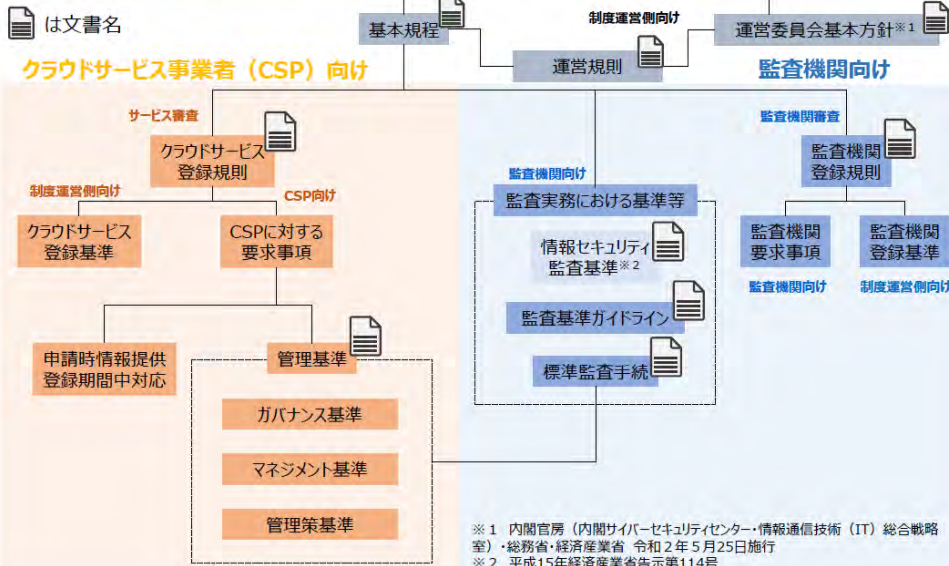 は文書名
基本規程
制度運営側向け
運営委員会基本方針※1
運営規則
クラウドサービス事業者（CSP）向け
監査機関向け
サービス審査
クラウドサービス
登録規則
制度運営側向け
CSP向け
クラウドサービス
登録基準
CSPに対する
要求事項
申請時情報提供
登録期間中対応
管理基準
ガバナンス基準
マネジメント基準
管理策基準
監査機関向け
監査実務における基準等
情報セキュリティ
監査基準※2
監査基準ガイドライン
標準監査手続
監査機関審査
監査機関
登録規則
監査機関
要求事項
監査機関
登録基準
監査機関向け
制度運営側向け
※1 内閣官房（内閣サイバーセキュリティセンター・情報通信技術（IT）総合戦略
室）・総務省・経済産業省 令和2年5月25日施行
※2 平成15年経済産業省告示第114号